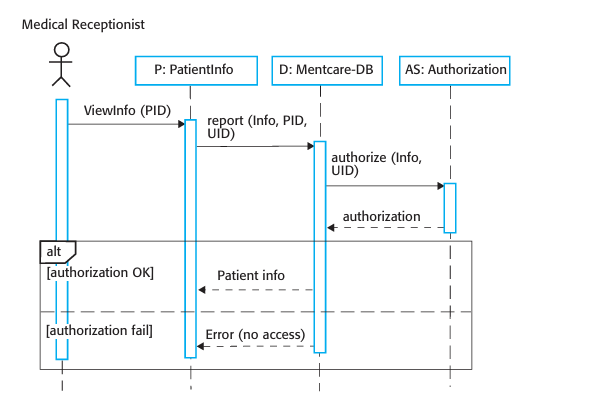 Medical Receptionist
P: PatientInfo
D: Mentcare-DB
AS: Authorization
ViewInfo (PID)
report (Info, PID,
UID)
authorize (Info,
UID)
authorization
alt
[authorization OK]
Patient info
[authorization fail]
Error (no access)